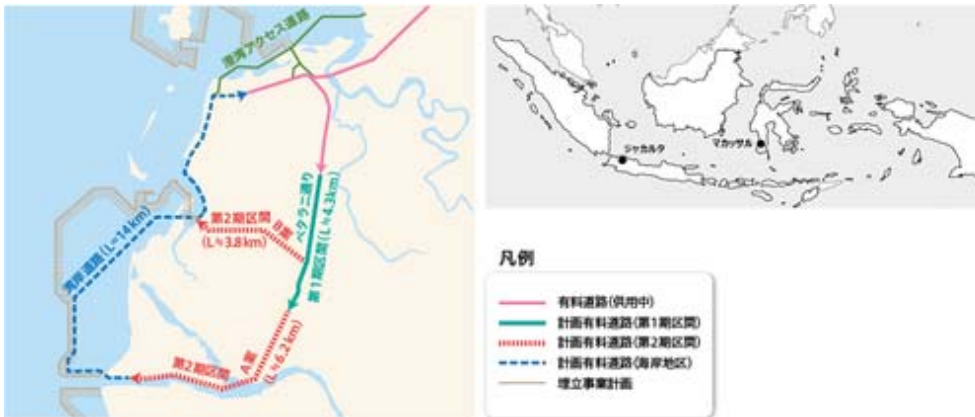 港湾アクセス道路
ペタラニ通り
第1期区間(L≒4.3km)
第2期区間 B案
(L≒3.8km)
湾岸道路(L=14km)
第2期区間 A案
(L≒6.2km)
ジャカルタ
マカッサル
凡例
有料道路(供用中)
計画有料道路(第1期区間)
計画有料道路(第2期区間)
計画有料道路(海岸地区)
埋立事業計画